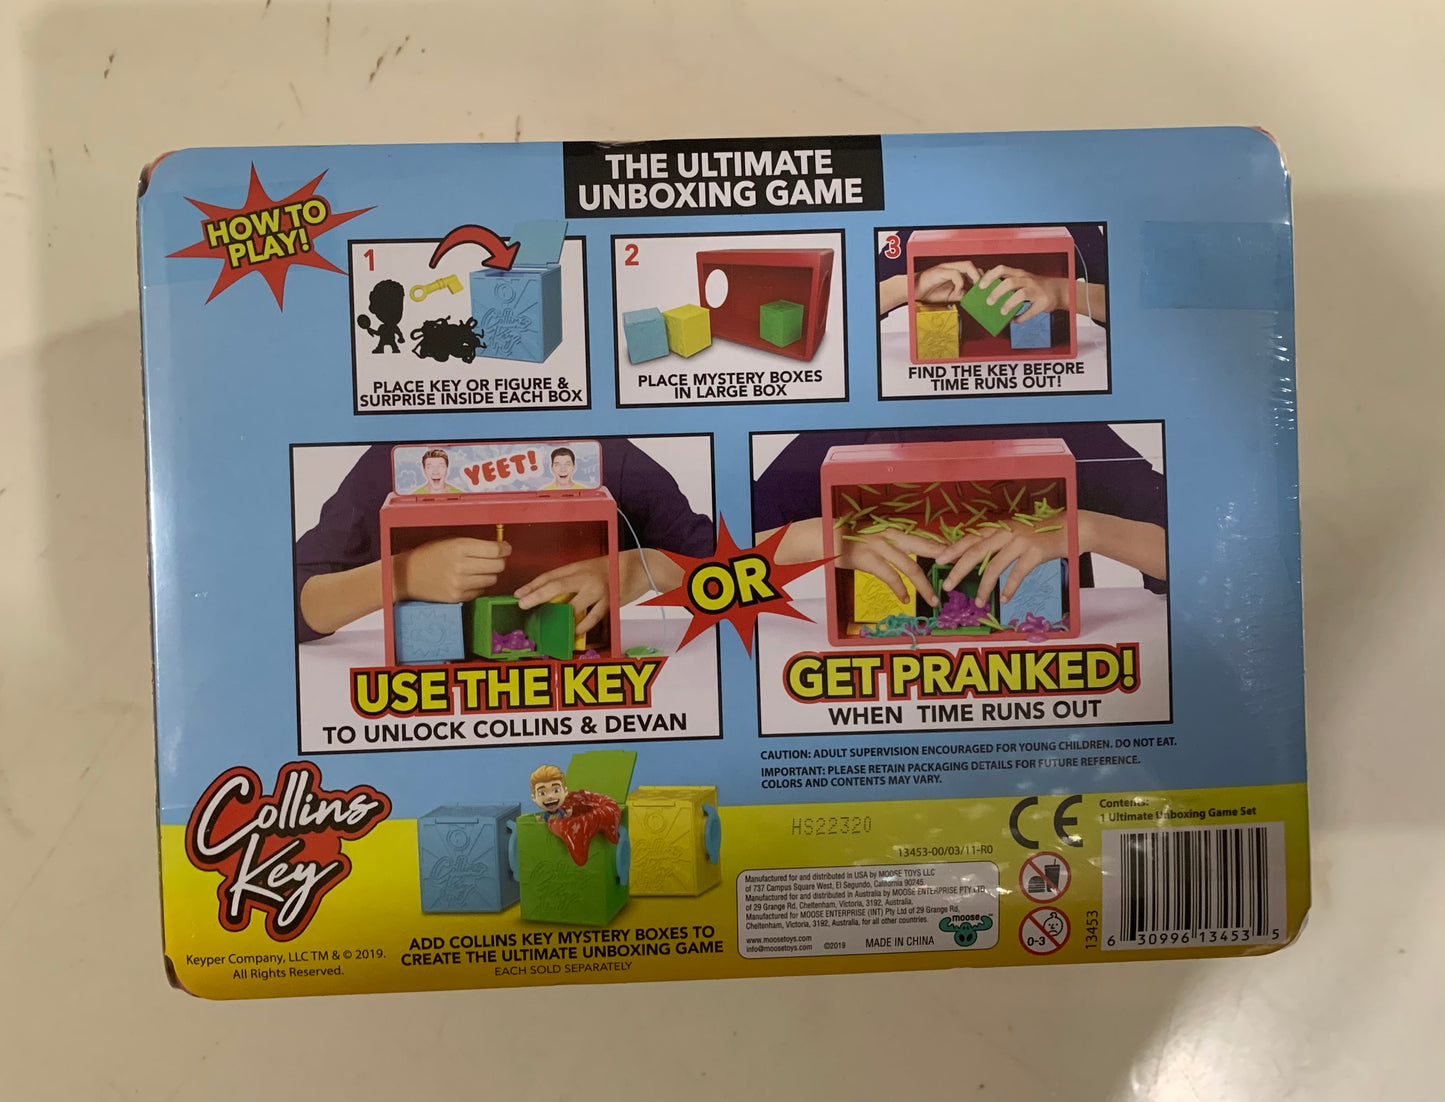 THE ULTIMATE
UNBOXING GAME
HOW TO
PLAY!
1
Collins
Key
PLACE KEY OR FIGURE &
SURPRISE INSIDE EACH BOX
2
PLACE MYSTERY BOXES
IN LARGE BOX
3
FIND THE KEY BEFORE
TIME RUNS OUT!
YEET!
USE THE KEY
TO UNLOCK COLLINS & DEVAN
OR
GET PRANKED!
WHEN TIME RUNS OUT
CAUTION: ADULT SUPERVISION ENCOURAGED FOR YOUNG CHILDREN. DO NOT EAT.
IMPORTANT: PLEASE RETAIN PACKAGING DETAILS FOR FUTURE REFERENCE.
COLORS AND CONTENTS MAY VARY.
Collins
Key
Keyper Company, LLC TM & © 2019.
All Rights Reserved.
ADD COLLINS KEY MYSTERY BOXES TO
CREATE THE ULTIMATE UNBOXING GAME
EACH SOLD SEPARATELY
HS22320
13453-00/03/11-R0
Manufactured for and distributed in USA by MOOSE TOYS LLC
of 737 Campus Square West, El Segundo, California 90245.
Manufactured for and distributed in Australia by MOOSE ENTERPRISE PTY LTD
of 29 Grange Rd, Cheltenham, Victoria, 3192, Australia.
Manufactured for MOOSE ENTERPRISE (INT) Pty Ltd of 29 Grange Rd,
Cheltenham, Victoria, 3192, Australia, for all other countries.
www.moosetoys.com
info@moosetoys.com ©2019 MADE IN CHINA
moose™
CE
0-3
Contents:
1 Ultimate Unboxing Game Set
13453
6 30996 13453 5